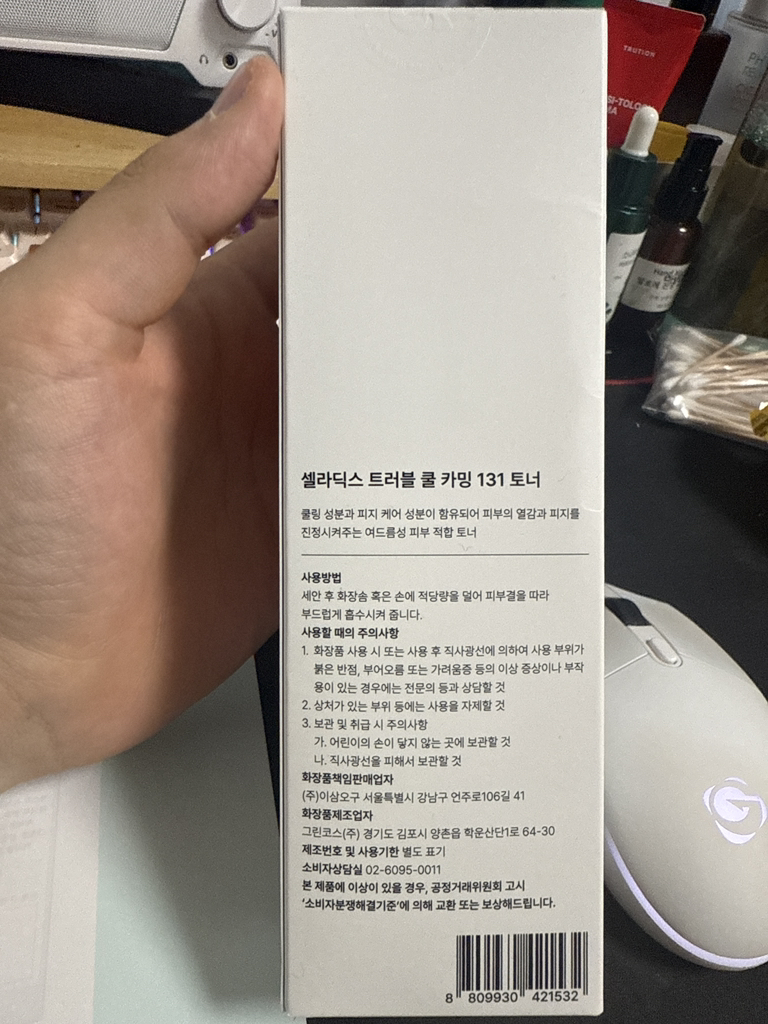 TRUTION
셀라딕스 트러블 쿨 카밍 131 토너
쿨링 성분과 피지 케어 성분이 함유되어 피부의 열감과 피지를
진정시켜주는 여드름성 피부 적합 토너
사용방법
세안 후 화장솜 혹은 손에 적당량을 덜어 피부결을 따라
부드럽게 흡수시켜 줍니다.
사용할 때의 주의사항
1. 화장품 사용 시 또는 사용 후 직사광선에 의하여 사용 부위가
붉은 반점, 부어오름 또는 가려움증 등의 이상 증상이나 부작
용이 있는 경우에는 전문의 등과 상담할 것
2. 상처가 있는 부위 등에는 사용을 자제할 것
3. 보관 및 취급 시 주의사항
가. 어린이의 손이 닿지 않는 곳에 보관할 것
나. 직사광선을 피해서 보관할 것
화장품책임판매업자
(주)이삼오구 서울특별시 강남구 언주로106길 41
화장품제조업자
그린코스(주) 경기도 김포시 양촌읍 학운산단1로 64-30
제조번호 및 사용기한 별도 표기
소비자상담실 02-6095-0011
본 제품에 이상이 있을 경우, 공정거래위원회 고시
'소비자분쟁해결기준'에 의해 교환 또는 보상해드립니다.
8 809930 421532